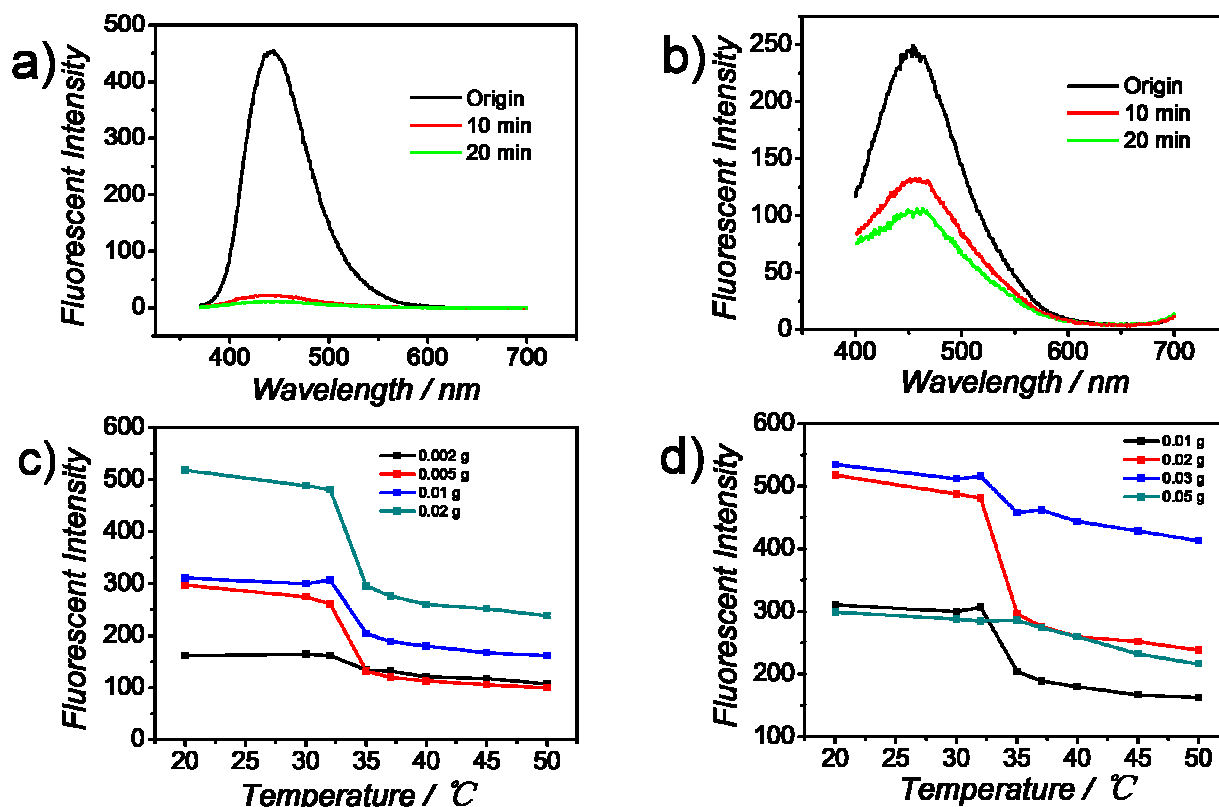 a)
Fluorescent Intensity
500
400
300
200
100
0
Origin
10 min
20 min
400
500
600
700
Wavelength / nm
b)
Fluorescent Intensity
250
200
150
100
50
0
Origin
10 min
20 min
400
500
600
700
Wavelength / nm
c)
Fluorescent Intensity
600
500
400
300
200
100
0
0.002 g
0.005 g
0.01 g
0.02 g
20
25
30
35
40
45
50
Temperature / ℃
d)
Fluorescent Intensity
600
500
400
300
200
100
0.01 g
0.02 g
0.03 g
0.05 g
20
25
30
35
40
45
50
Temperature / ℃